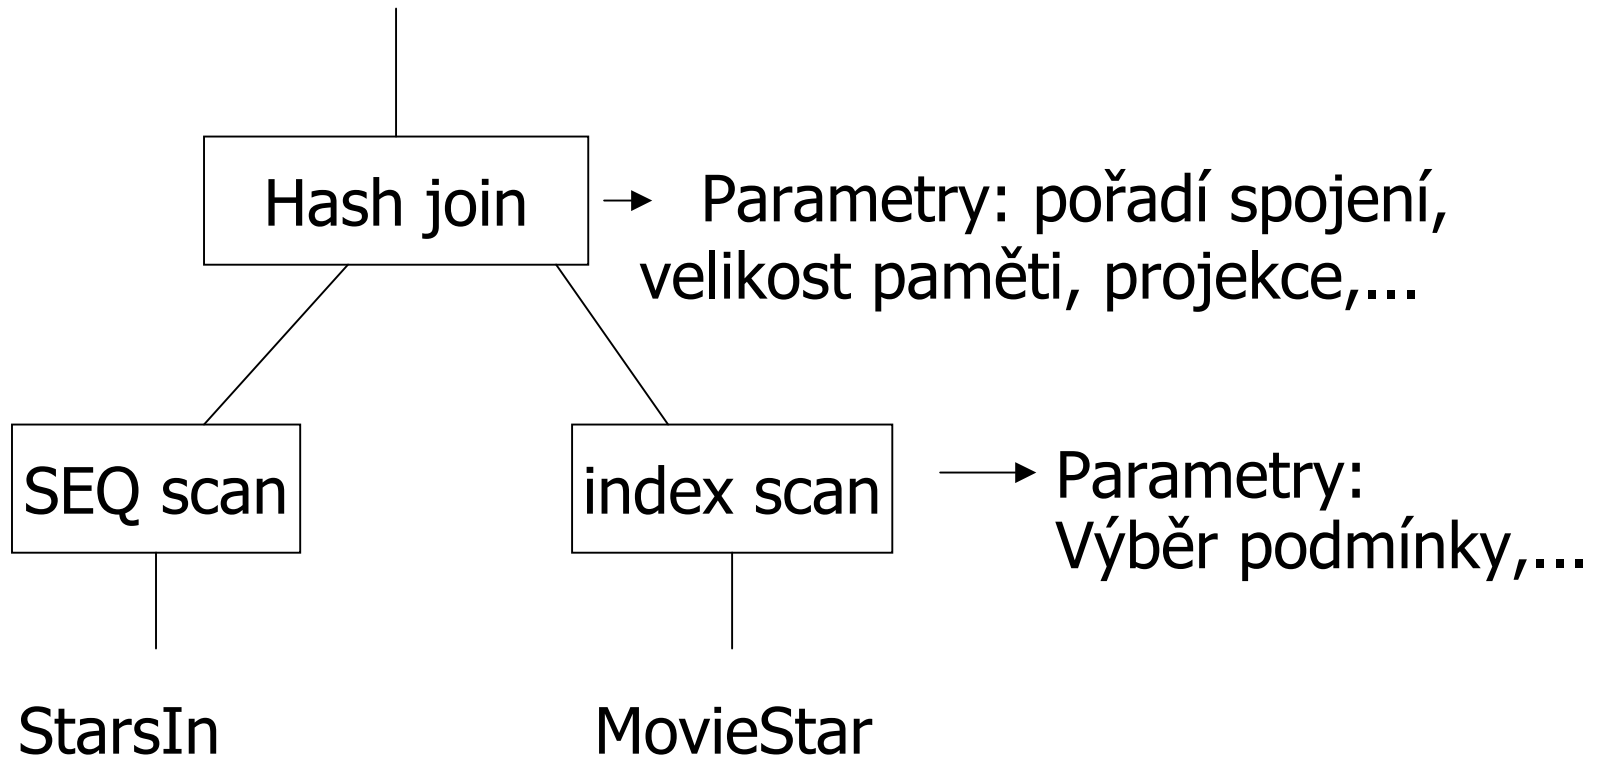 Hash join
Parametry: pořadí spojení,
velikost paměti, projekce,...
SEQ scan
index scan
Parametry:
Výběr podmínky,...
StarsIn
MovieStar